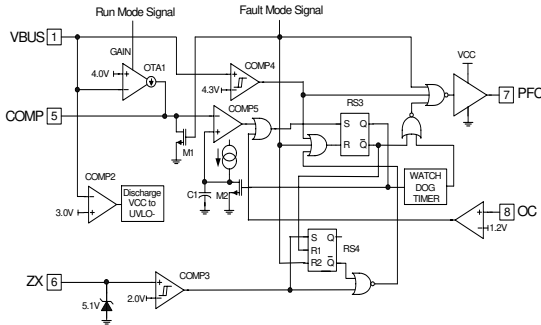 Run Mode Signal
Fault Mode Signal
VBUS 1
GAIN
OTA1
4.0V
COMP4
4.3V
VCC
7 PFC
COMP 5
COMP5
RS3
S Q
R Q
M1
C1
M2
WATCH
DOG
TIMER
COMP2
3.0V
Discharge
VCC to
UVLO-
8 OC
1.2V
S Q
R1
R2 Q
RS4
ZX 6
COMP3
5.1V
2.0V